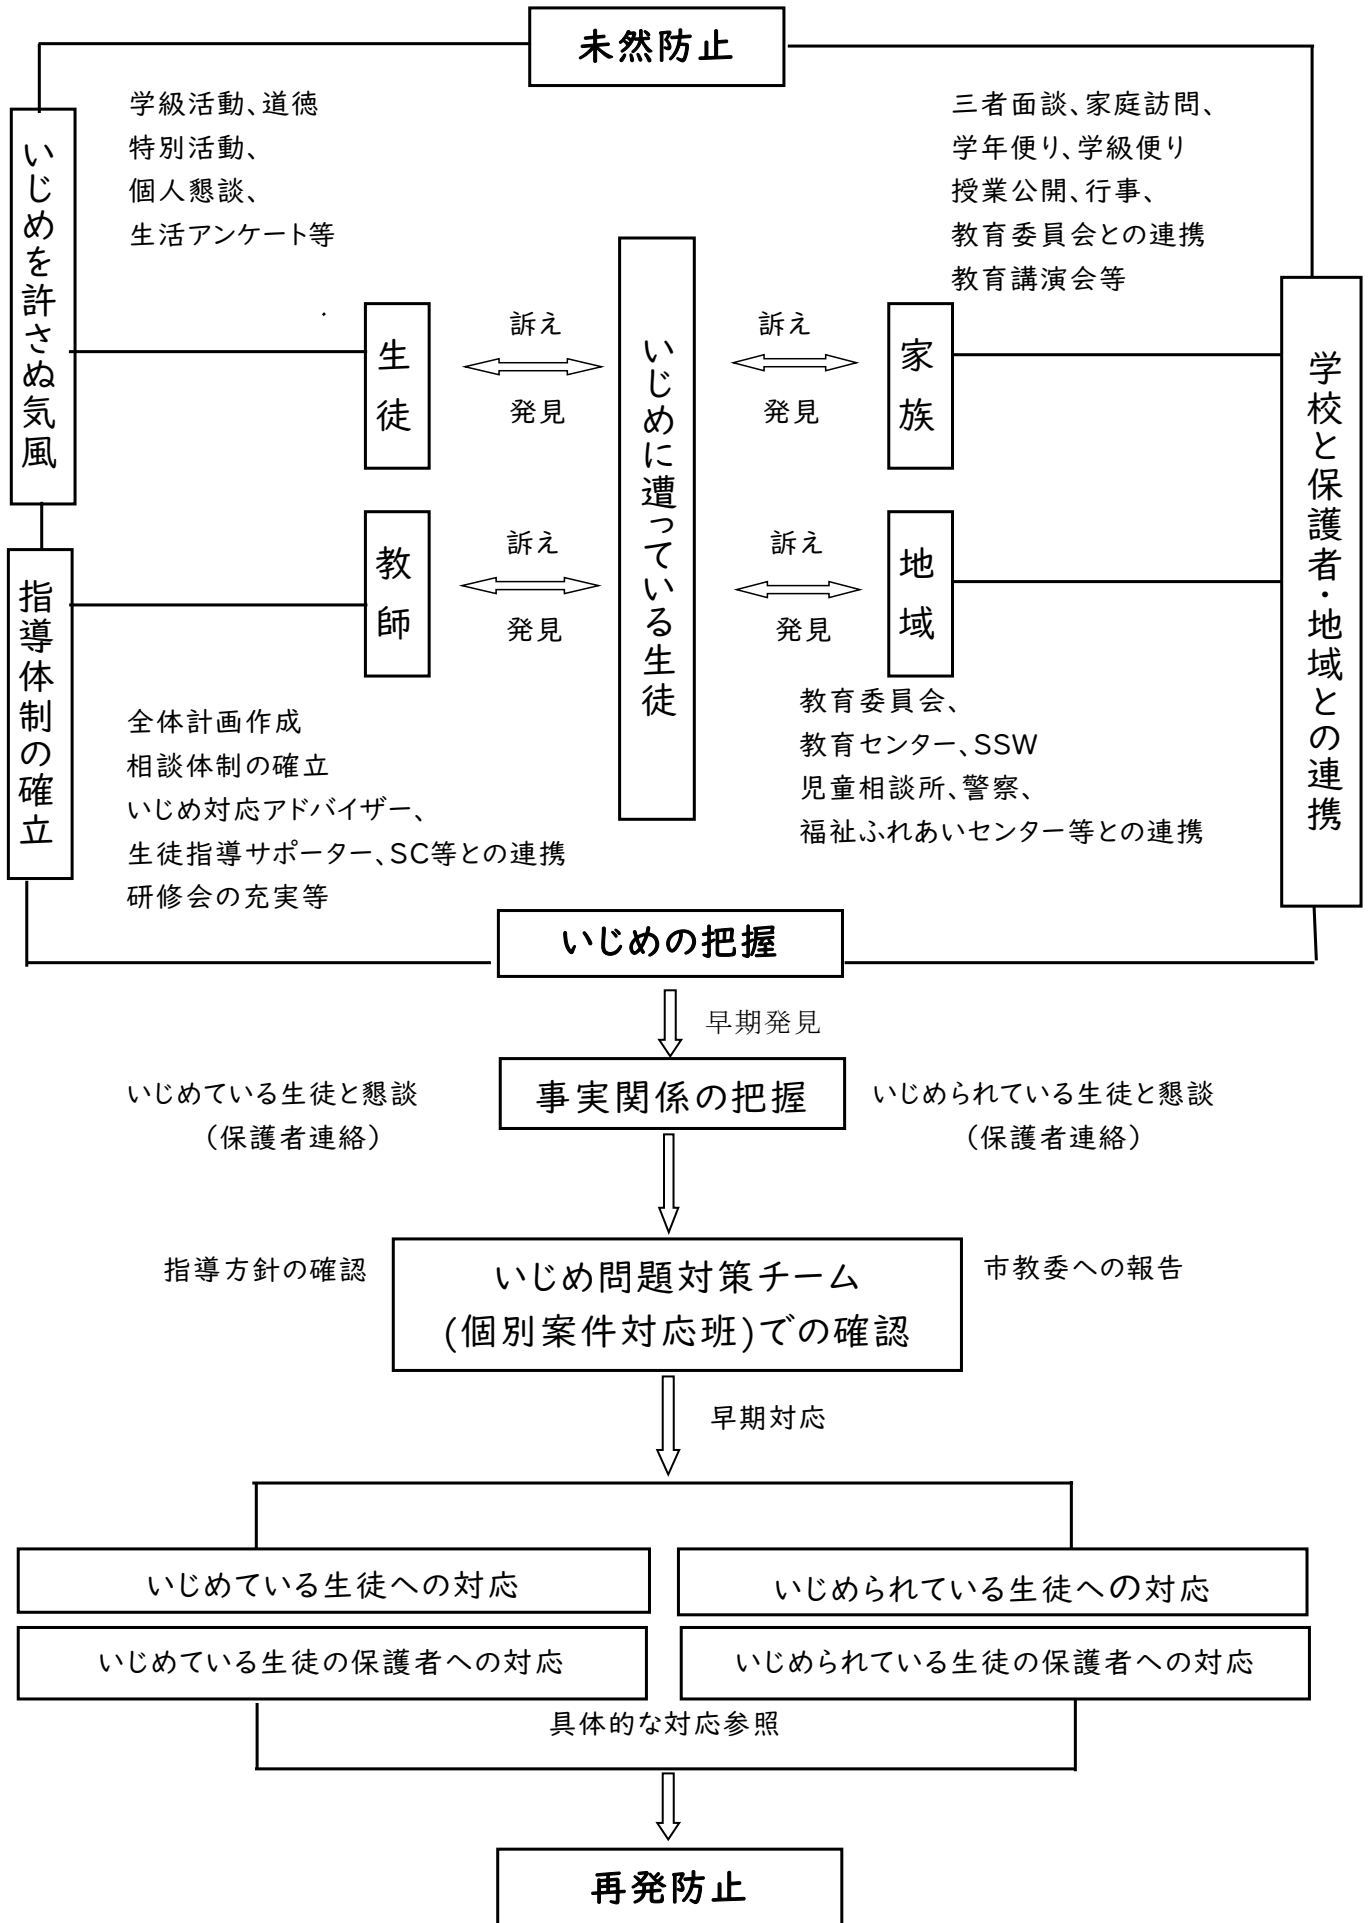 未然防止
学級活動、道徳
特別活動、
個人懇談、
生活アンケート等
三者面談、家庭訪問、
学年便り、学級便り
授業公開、行事、
教育委員会との連携
教育講演会等
いじめを許さぬ気風
生徒
訴え
発見
いじめに遭っている生徒
訴え
発見
家族
学校と保護者・地域との連携
指導体制の確立
教師
訴え
発見
訴え
発見
地域
全体計画作成
相談体制の確立
いじめ対応アドバイザー、
生徒指導サポーター、SC等との連携
研修会の充実等
教育委員会、
教育センター、SSW
児童相談所、警察、
福祉ふれあいセンター等との連携
いじめの把握
早期発見
いじめている生徒と懇談
（保護者連絡）
事実関係の把握
いじめられている生徒と懇談
（保護者連絡）
指導方針の確認
いじめ問題対策チーム
(個別案件対応班)での確認
市教委への報告
早期対応
いじめている生徒への対応
いじめられている生徒への対応
いじめている生徒の保護者への対応
いじめられている生徒の保護者への対応
具体的な対応参照
再発防止